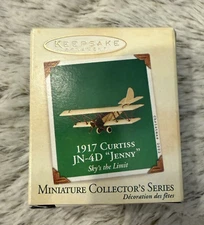 KEEPSAKE
1917 CURTISS
JN-4D "JENNY"
Sky's the Limit
MINIATURE COLLECTOR'S SERIES
Décoration des fêtes